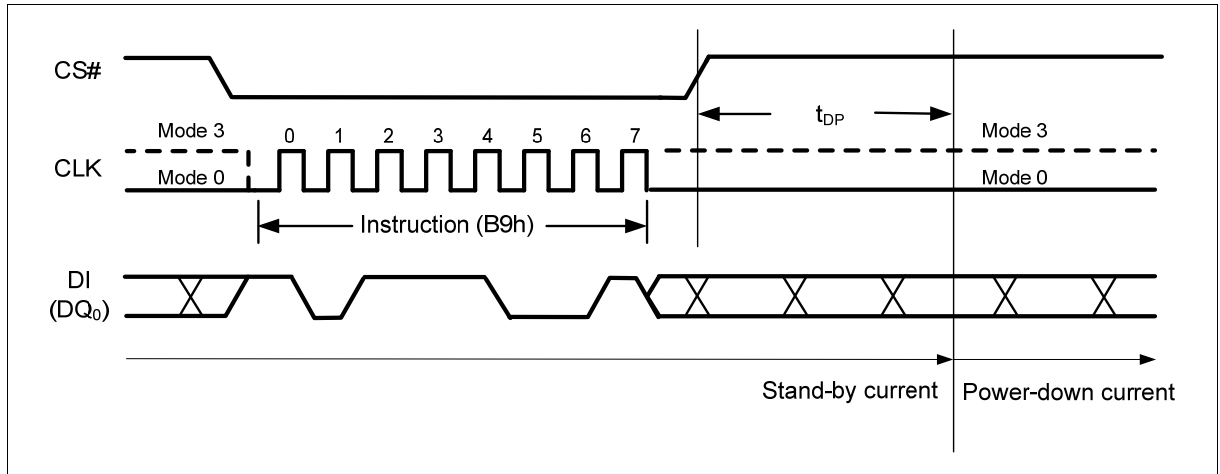 CS#
tDP
CLK
Mode 3
Mode 0
0 1 2 3 4 5 6 7
Mode 3
Mode 0
Instruction (B9h)
DI
(DQ0)
Stand-by current
Power-down current